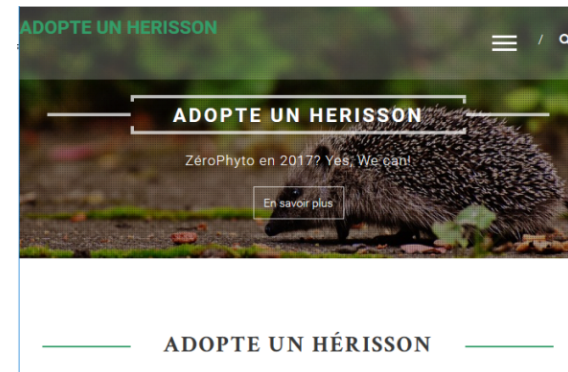 ADOPTE UN HERISSON
/
ADOPTE UN HERISSON
ZéroPhyto en 2017? Yes, We can!
En savoir plus
ADOPTE UN HÉRISSON